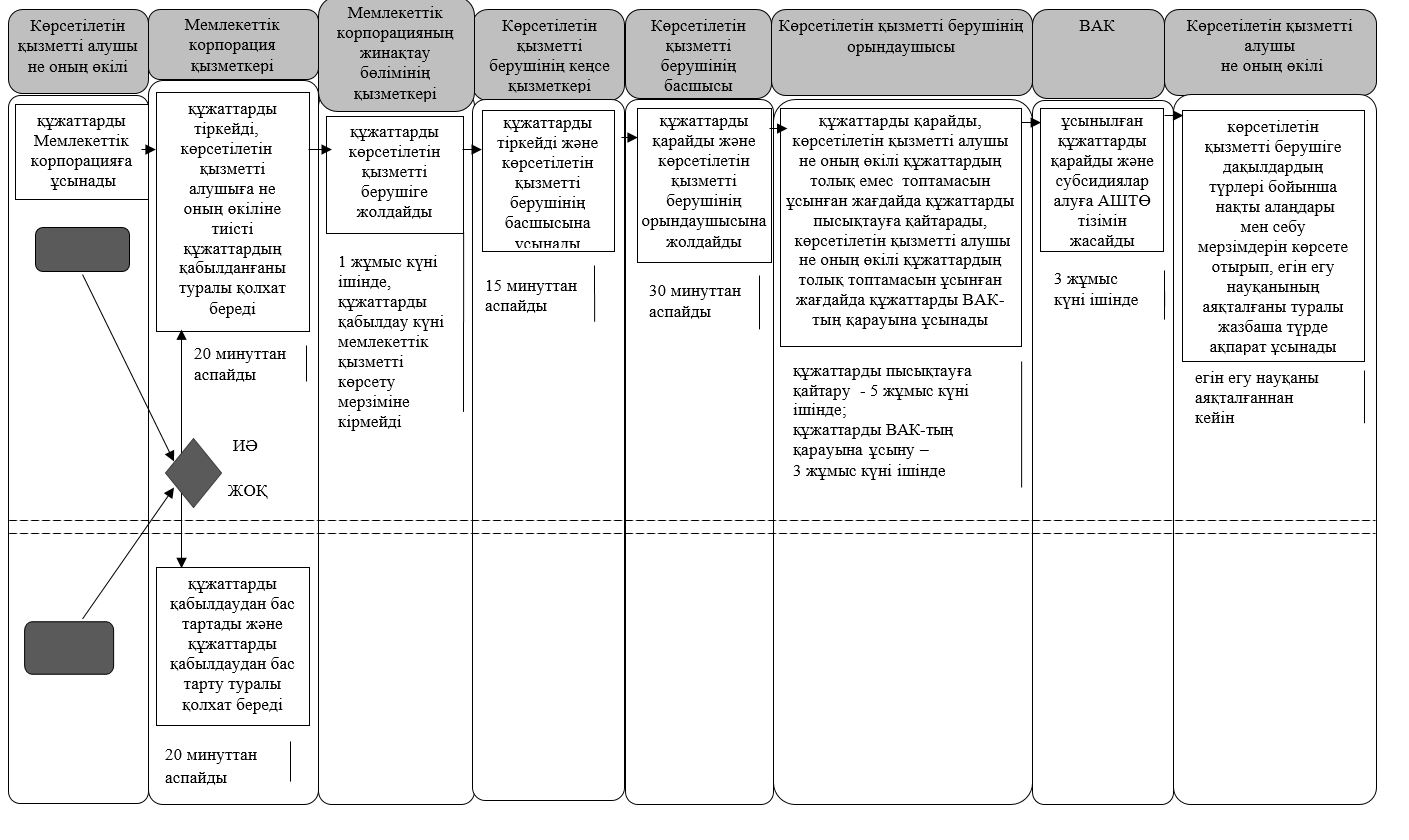 Көрсетілетін
қызметті алушы
не оның өкілі
Мемлекеттік
корпорация
қызметкері
Мемлекеттік
корпорацияның
жинақтау
бөлімінің
қызметкері
Көрсетілетін
қызметті
берушінің кеңсе
қызметкері
Көрсетілетін
қызметті
берушінің
басшысы
Көрсетілетін қызметті берушінің
орындаушысы
ВАК
Көрсетілетін қызметті
алушы
не оның өкілі
құжаттарды
Мемлекеттік
корпорацияға
ұсынады
құжаттарды
тіркейді,
көрсетілетін
қызметті
алушыға не
оның өкіліне
тиісті
құжаттардың
қабылданғаны
туралы қолхат
береді
20 минуттан
аспайды
ИӘ
ЖОҚ
құжаттарды
қабылдаудан бас
тартады және
құжаттарды
қабылдаудан бас
тарту туралы
қолхат береді
20 минуттан
аспайды
құжаттарды
көрсетілетін
қызметті
берушіге
жолдайды
1 жұмыс күні
ішінде,
құжаттарды
қабылдау күні
мемлекеттік
қызметті
көрсету
мерзіміне
кірмейді
құжаттарды
тіркейді және
көрсетілетін
қызметті
берушінің
басшысына
ұсынады
15 минуттан
аспайды
құжаттарды
қарайды және
көрсетілетін
қызметті
берушінің
орындаушысына
жолдайды
30 минуттан
аспайды
құжаттарды қарайды,
көрсетілетін қызметті алушы
не оның өкілі құжаттардың
толық емес топтамасын
ұсынған жағдайда құжаттарды
пысықтауға қайтарады,
көрсетілетін қызметті алушы
не оның өкілі құжаттардың
толық топтамасын ұсынған
жағдайда құжаттарды ВАК-
тың қарауына ұсынады
құжаттарды пысықтауға
қайтару - 5 жұмыс күні
ішінде;
құжаттарды ВАК-тың
қарауына ұсыну –
3 жұмыс күні ішінде
ұсынылған
құжаттарды
қарайды және
субсидиялар
алуға АШТӨ
тізімін
жасайды
3 жұмыс
күні ішінде
көрсетілетін
қызметті берушіге
дақылдардың
түрлері бойынша
нақты алаңдары
мен себу
мерзімдерін көрсете
отырып, егін егу
науқанының
аяқталғаны туралы
жазбаша түрде
ақпарат ұсынады
егін егу науқаны
аяқталғаннан
кейін